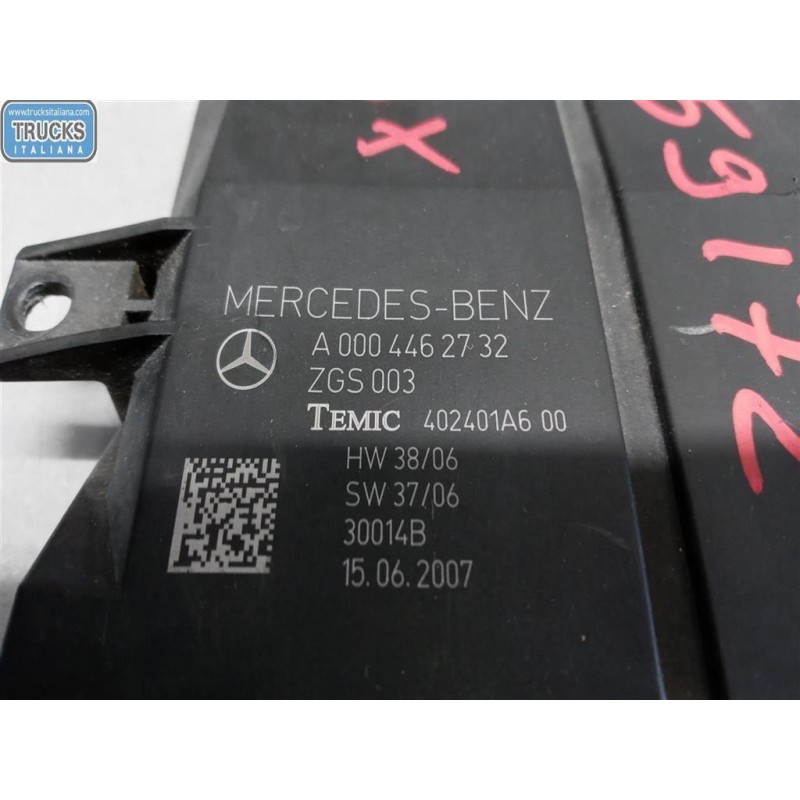 www.trucksitaliana.com
TRUCKS
ITALIANA
X
59172
MERCEDES-BENZ
A 000 446 27 32
ZGS 003
TEMIC 402401A6 00
HW 38/06
SW 37/06
30014B
15.06.2007